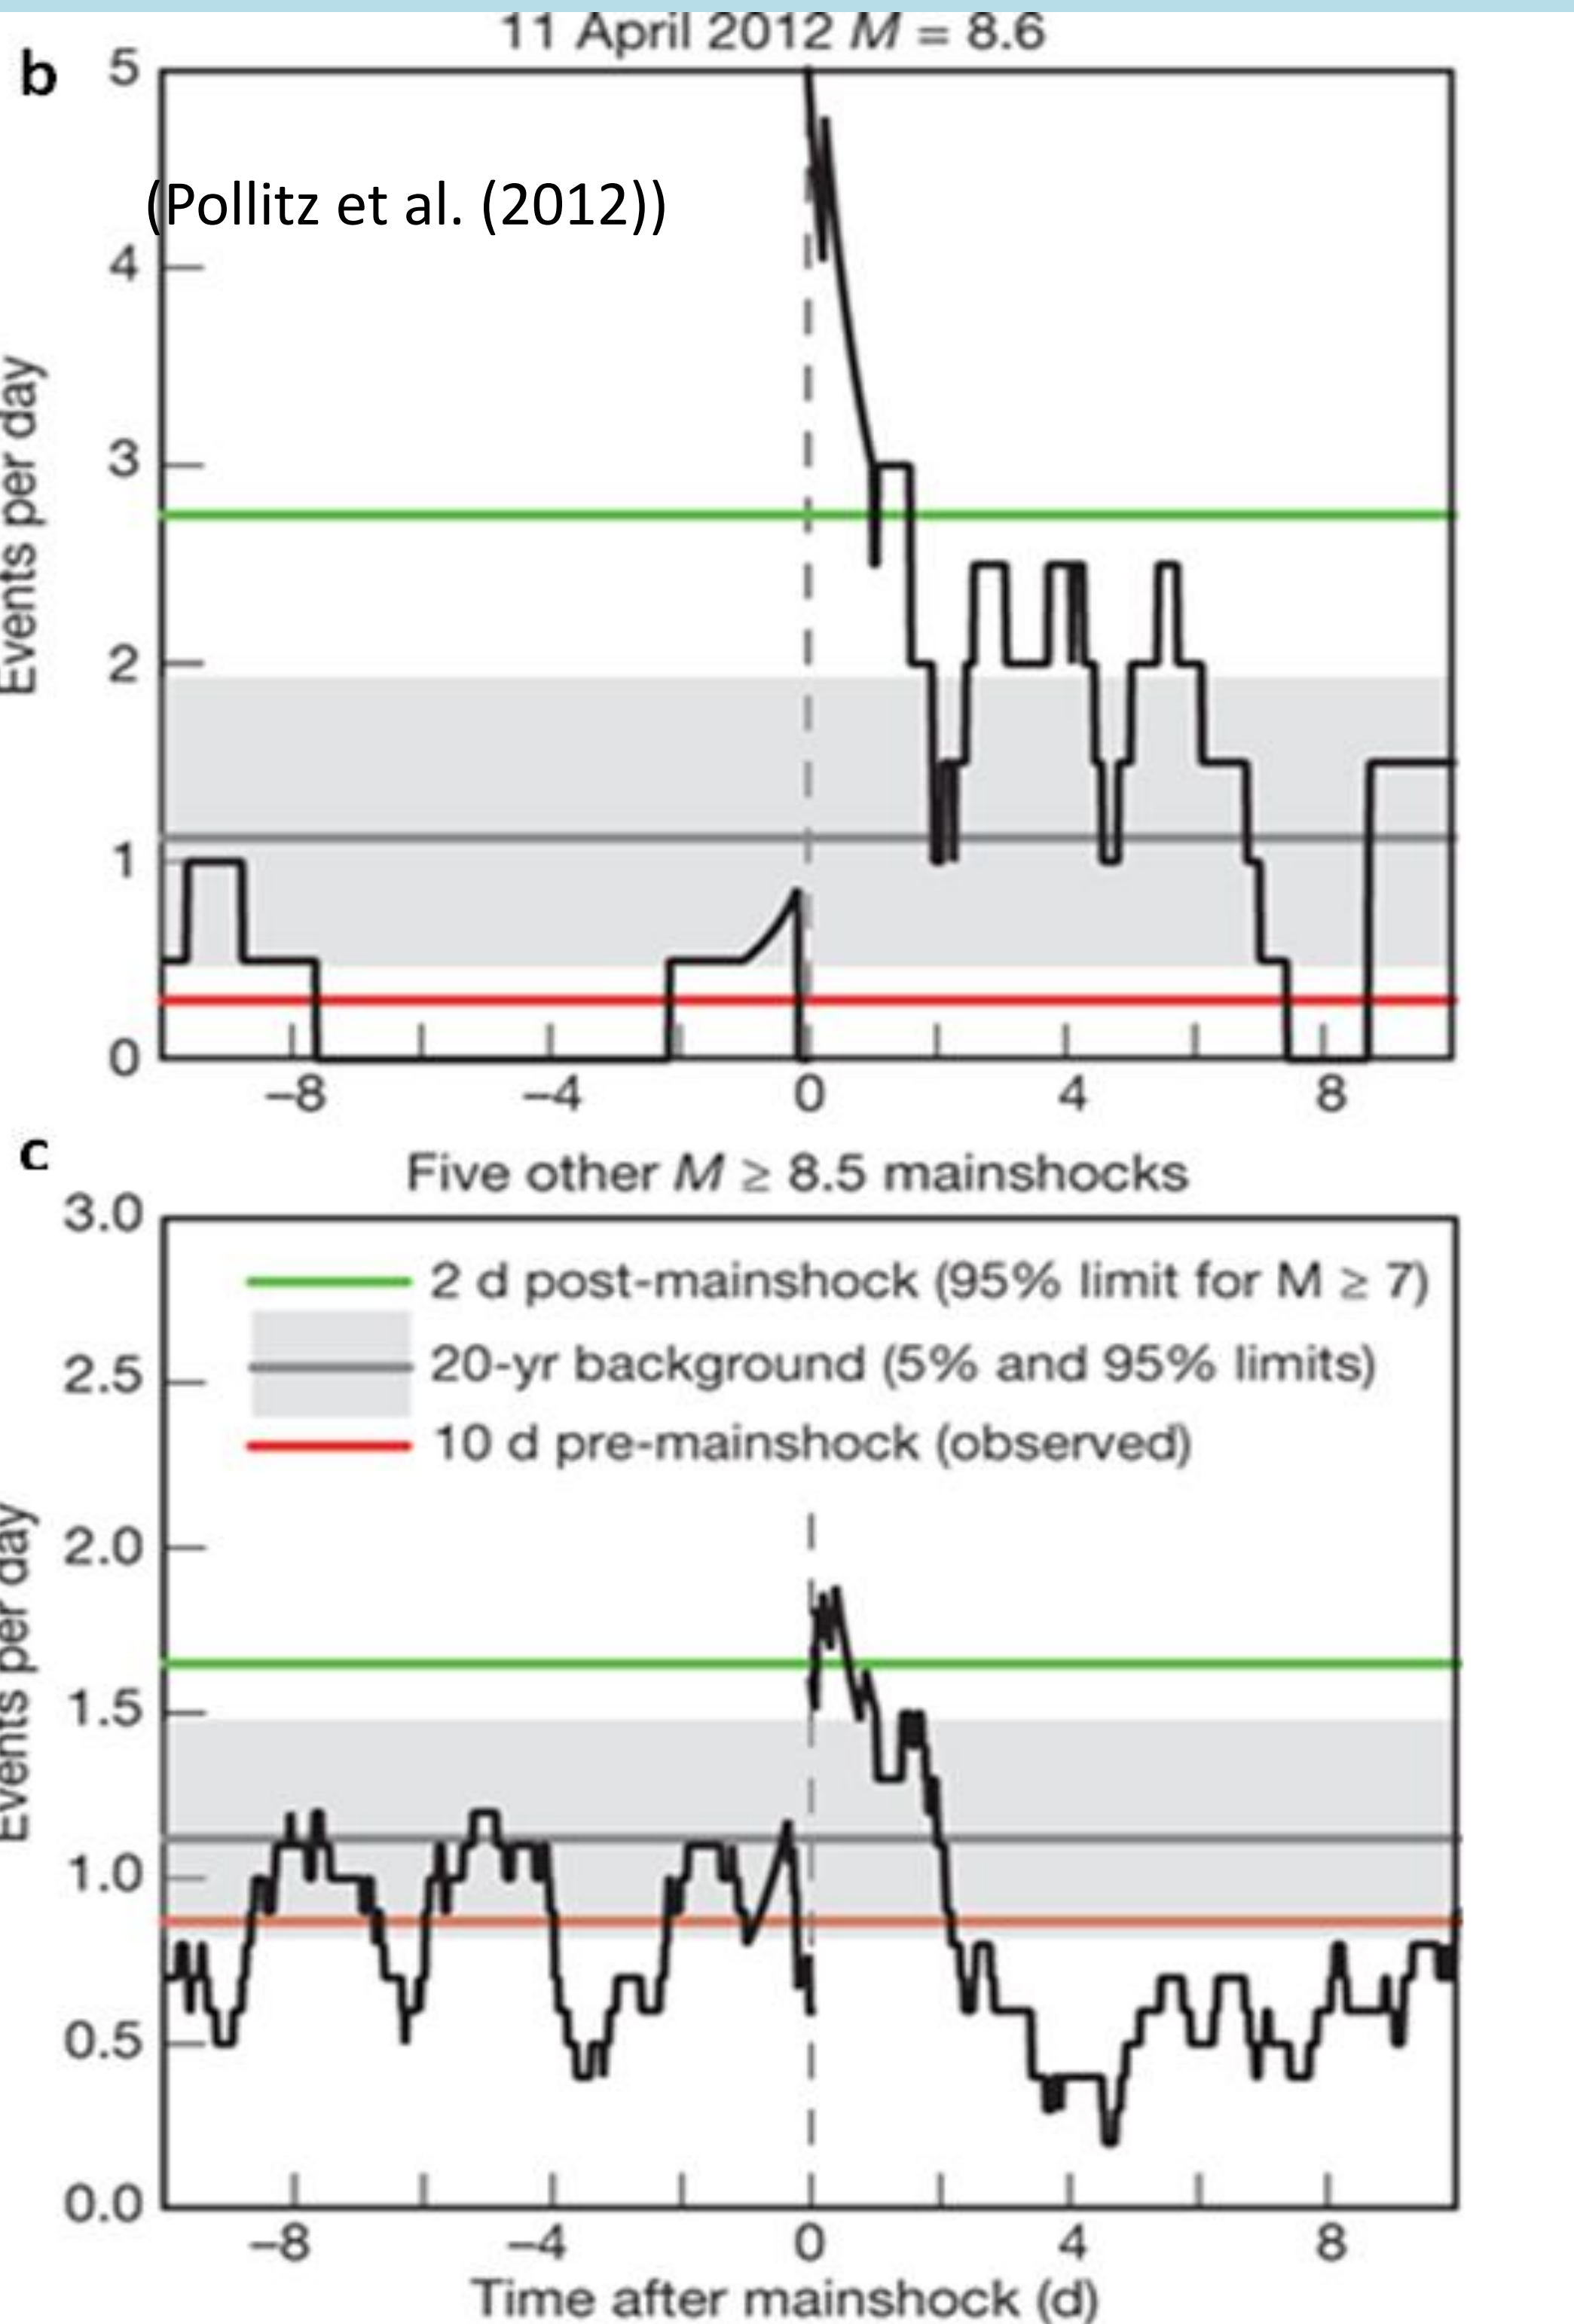 11 April 2012 M = 8.6
b
5
(Pollitz et al. (2012))
4
3
2
1
0
Events per day
−8 −4 0 4 8
c
Five other M ≥ 8.5 mainshocks
3.0
2 d post-mainshock (95% limit for M ≥ 7)
20-yr background (5% and 95% limits)
2.5
10 d pre-mainshock (observed)
2.0
1.5
1.0
0.5
0.0
Events per day
−8 −4 0 4 8
Time after mainshock (d)